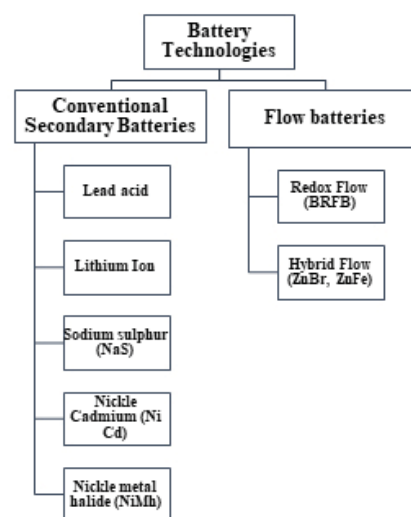 Battery
Technologies
Conventional
Secondary Batteries
Lead acid
Lithium Ion
Sodium sulphur
(NaS)
Nickle
Cadmium (Ni
Cd)
Nickle metal
halide (NiMh)
Flow batteries
Redox Flow
(BRFB)
Hybrid Flow
(ZnBr, ZnFe)